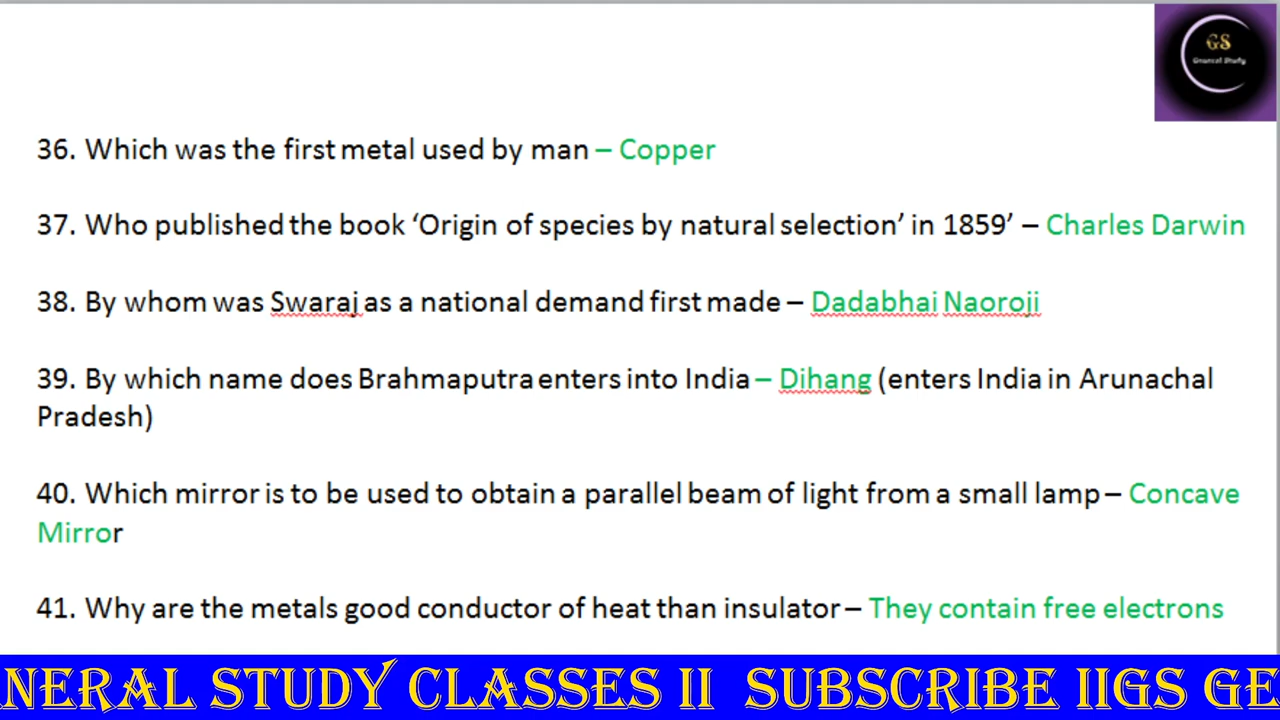 GS
General Study
36. Which was the first metal used by man – Copper
37. Who published the book ‘Origin of species by natural selection’ in 1859’ – Charles Darwin
38. By whom was Swaraj as a national demand first made – Dadabhai Naoroji
39. By which name does Brahmaputra enters into India – Dihang (enters India in Arunachal
Pradesh)
40. Which mirror is to be used to obtain a parallel beam of light from a small lamp – Concave
Mirror
41. Why are the metals good conductor of heat than insulator – They contain free electrons
NERAL STUDY CLASSES II  SUBSCRIBE IIGS GE